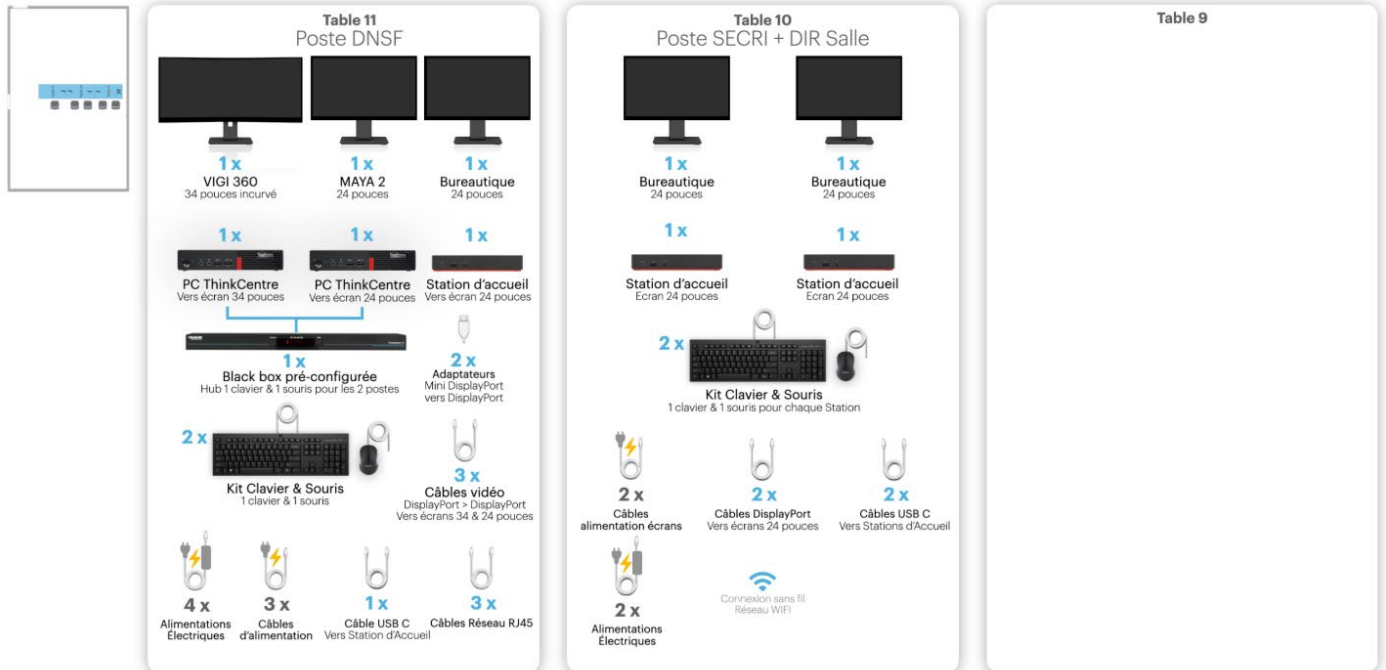 Table 11
Poste DNSF
1 x
VIGI 360
34 pouces incurvé
1 x
MAYA 2
24 pouces
1 x
Bureautique
24 pouces
1 x
PC ThinkCentre
Vers écran 34 pouces
1 x
PC ThinkCentre
Vers écran 24 pouces
1 x
Station d'accueil
Vers écran 24 pouces
1 x
Black box pré-configurée
Hub 1 clavier & 1 souris pour les 2 postes
2 x
Adaptateurs
Mini DisplayPort
vers DisplayPort
2 x
Kit Clavier & Souris
1 clavier & 1 souris
3 x
Câbles vidéo
DisplayPort > DisplayPort
Vers écrans 34 & 24 pouces
4 x
Alimentations
Électriques
3 x
Câbles
d'alimentation
1 x
Câble USB C
Vers Station d'Accueil
3 x
Câbles Réseau RJ45
Table 10
Poste SECRI + DIR Salle
1 x
Bureautique
24 pouces
1 x
Bureautique
24 pouces
1 x
Station d'accueil
Ecran 24 pouces
1 x
Station d'accueil
Ecran 24 pouces
2 x
Kit Clavier & Souris
1 clavier & 1 souris pour chaque Station
2 x
Câbles
alimentation écrans
2 x
Câbles DisplayPort
Vers écrans 24 pouces
2 x
Câbles USB C
Vers Stations d'Accueil
2 x
Alimentations
Électriques
Connexion sans fil
Réseau WIFI
Table 9